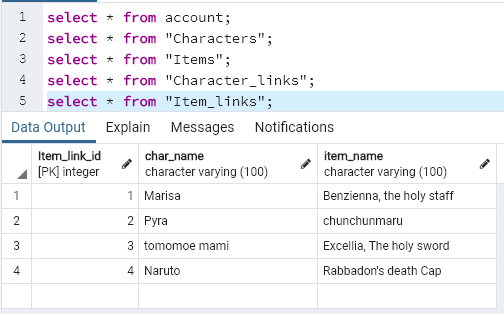 1 select * from account;
2 select * from "Characters";
3 select * from "Items";
4 select * from "Character_links";
5 select * from "Item_links";
Data Output Explain Messages Notifications
Item_link_id char_name item_name
[PK] integer character varying (100) character varying (100)
1 1 Marisa Benzienna, the holy staff
2 2 Pyra chunchunmaru
3 3 tomomoe mami Excellia, The holy sword
4 4 Naruto Rabbadon's death Cap